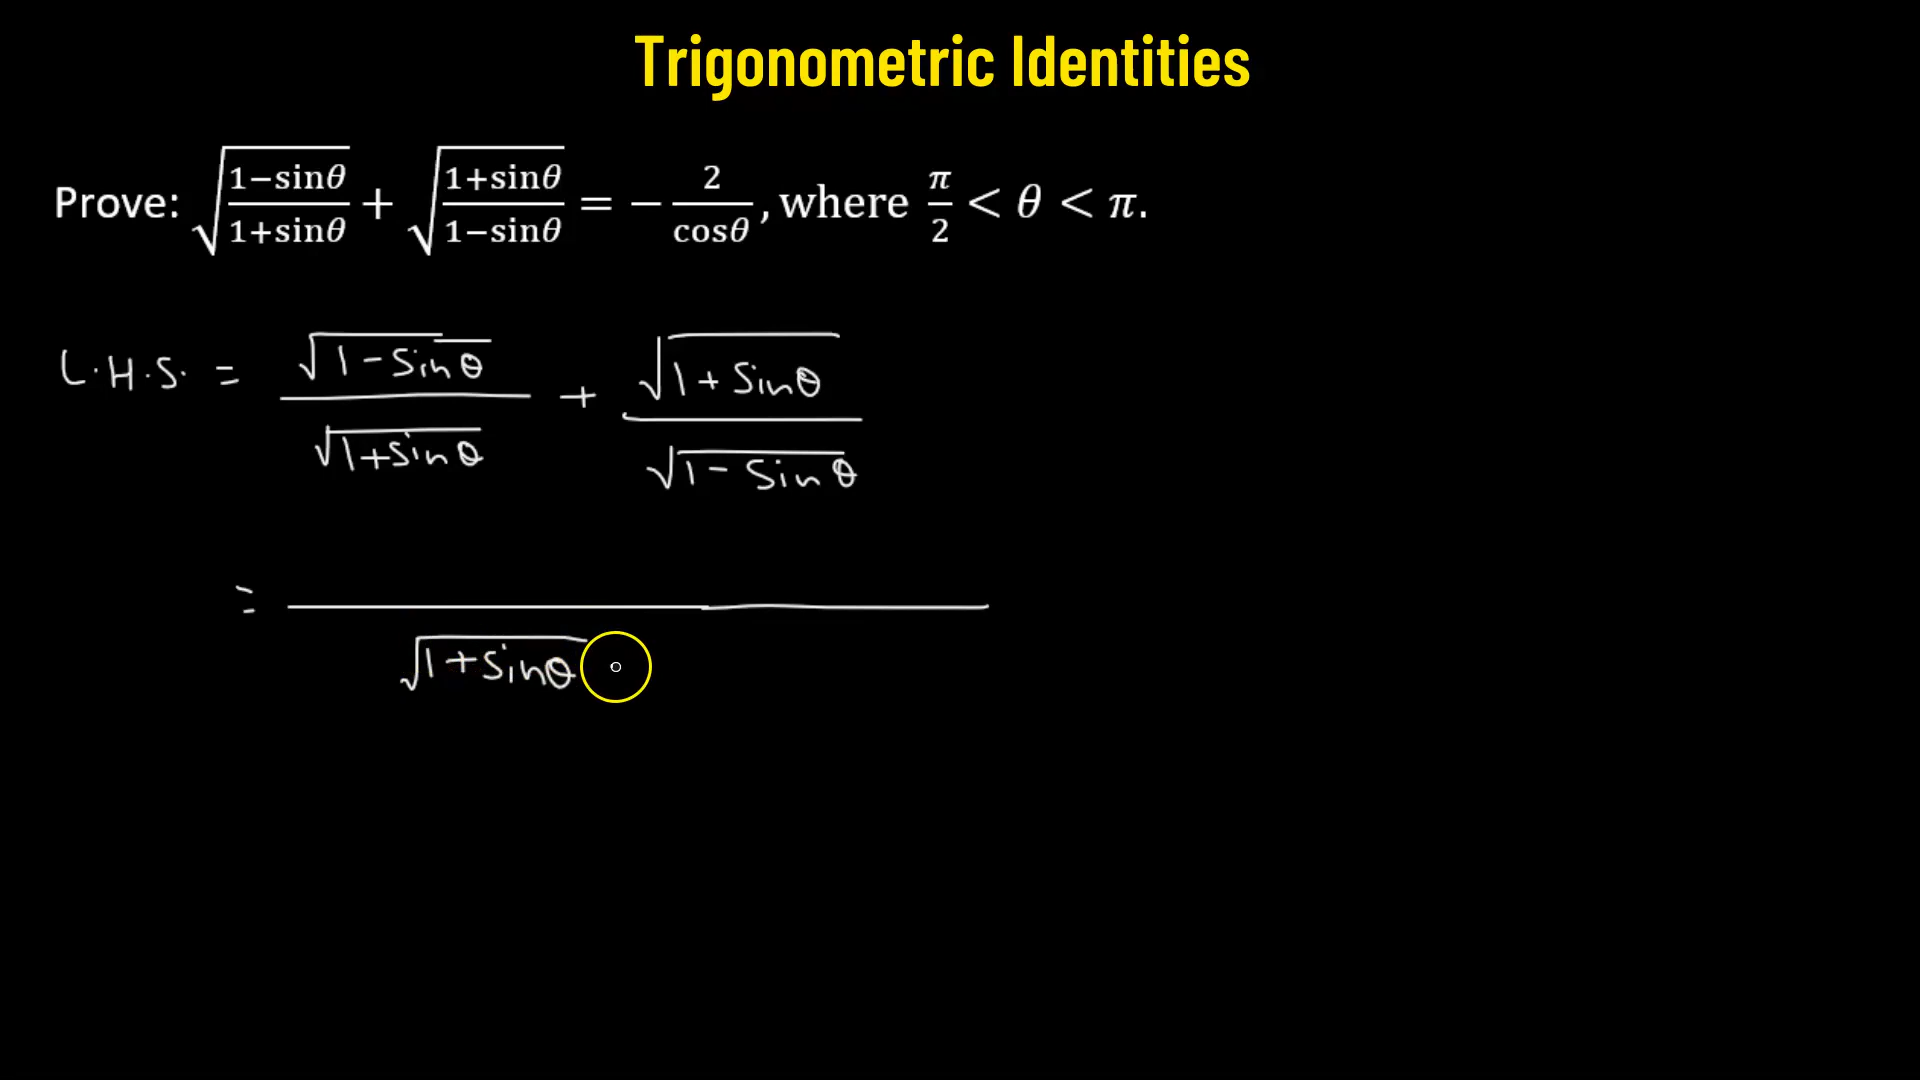 Trigonometric Identities
Prove: √((1−sinθ)/(1+sinθ)) + √((1+sinθ)/(1−sinθ)) = −2/cosθ, where π/2 < θ < π.
L.H.S. = √(1-Sinθ)/√(1+Sinθ) + √(1+Sinθ)/√(1-Sinθ)
= /√(1+Sinθ)